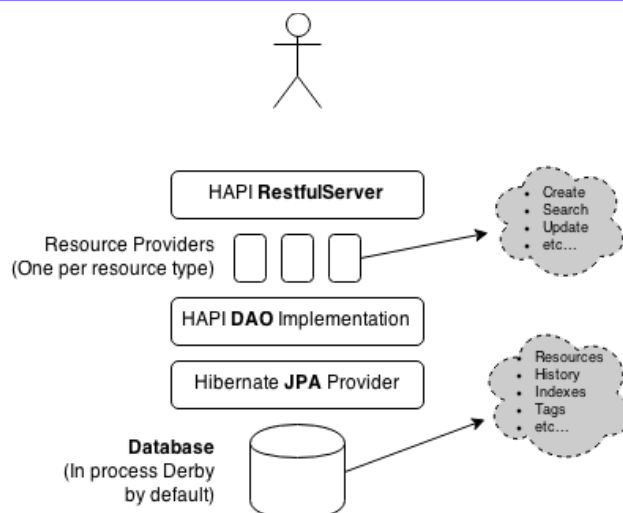 HAPI RestfulServer
• Create
• Search
• Update
• etc...
Resource Providers
(One per resource type)
HAPI DAO Implementation
Hibernate JPA Provider
• Resources
• History
• Indexes
• Tags
• etc...
Database
(In process Derby
by default)